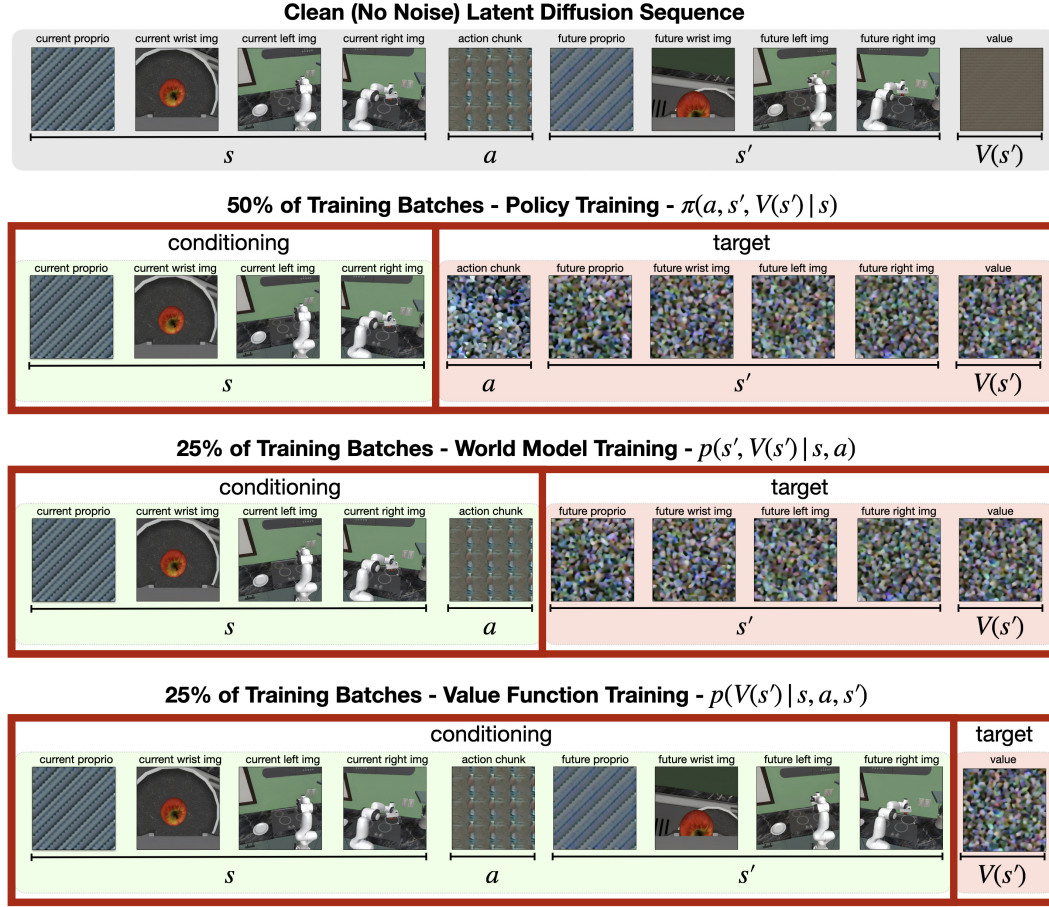 Clean (No Noise) Latent Diffusion Sequence
current proprio current wrist img current left img current right img action chunk future proprio future wrist img future left img future right img value
s a s′ V(s′)
50% of Training Batches - Policy Training - π(a, s′, V(s′) | s)
conditioning target
current proprio current wrist img current left img current right img action chunk future proprio future wrist img future left img future right img value
s a s′ V(s′)
25% of Training Batches - World Model Training - p(s′, V(s′) | s, a)
conditioning target
current proprio current wrist img current left img current right img action chunk future proprio future wrist img future left img future right img value
s a s′ V(s′)
25% of Training Batches - Value Function Training - p(V(s′) | s, a, s′)
conditioning target
current proprio current wrist img current left img current right img action chunk future proprio future wrist img future left img future right img value
s a s′ V(s′)